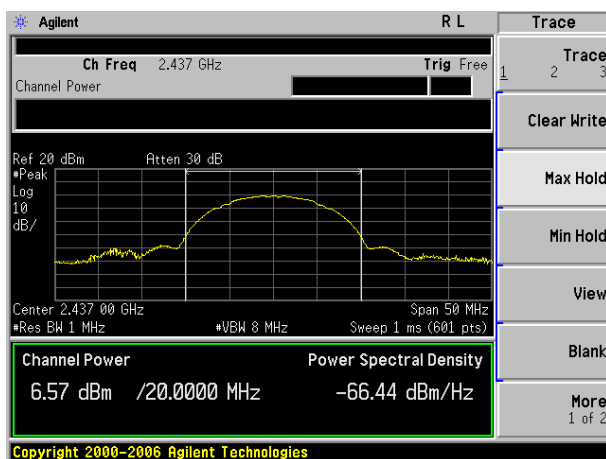 Agilent R L Trace
Ch Freq 2.437 GHz Trig Free
Channel Power
Trace
1 2 3
Clear Write
Ref 20 dBm Atten 30 dB
#Peak
Log
10
dB/
Max Hold
Min Hold
View
Center 2.437 00 GHz Span 50 MHz
#Res BW 1 MHz #VBW 8 MHz Sweep 1 ms (601 pts)
Blank
Channel Power Power Spectral Density
6.57 dBm /20.0000 MHz -66.44 dBm/Hz
More
1 of 2
Copyright 2000-2006 Agilent Technologies